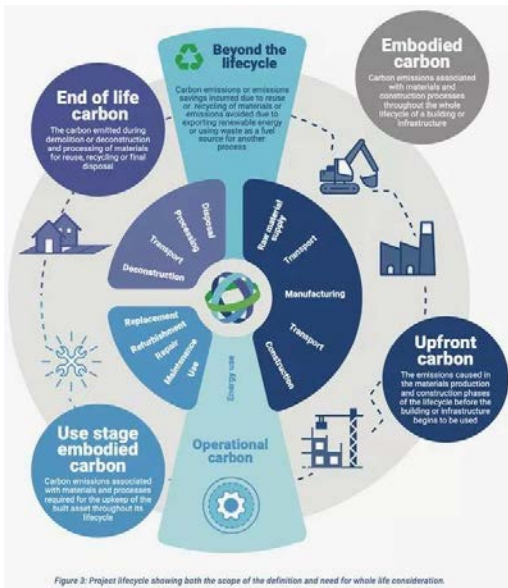 Beyond the
lifecycle
Carbon emissions or emissions
savings incurred due to reuse
or recycling of materials or
emissions avoided due to
exporting renewable energy
or using waste as a fuel
source for another
process
Embodied
carbon
Carbon emissions associated
with materials and
construction processes
throughout the whole
lifecycle of a building or
infrastructure
End of life
carbon
The carbon emitted during
demolition or deconstruction
and processing of materials
for reuse, recycling or final
disposal
Disposal
Processing
Transport
Deconstruction
Raw material
supply
Transport
Manufacturing
Transport
Construction
Replacement
Refurbishment
Repair
Maintenance
Use
Energy use
Upfront
carbon
The emissions caused in
the materials production
and construction phases
of the lifecycle before the
building or infrastructure
begins to be used
Operational
carbon
Use stage
embodied
carbon
Carbon emissions associated
with materials and processes
required for the upkeep of the
built asset throughout its
lifecycle
Figure 3: Project lifecycle showing both the scope of the definition and need for whole life consideration.